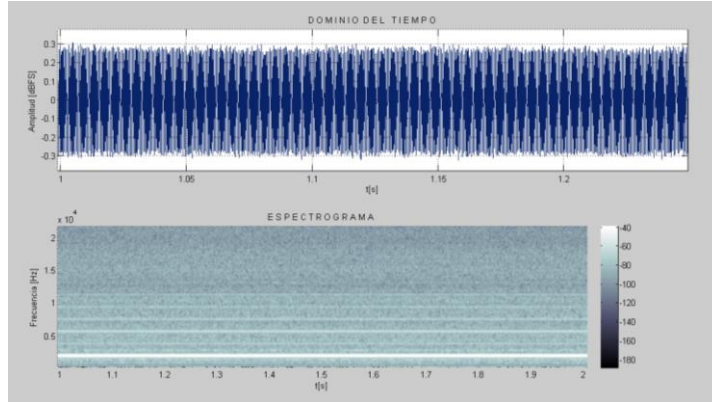 DOMINIO DEL TIEMPO
Amplitud [dBFS]
0.3
0.2
0.1
0
-0.1
-0.2
-0.3
1 1.05 1.1 1.15 1.2
t[s]
ESPECTROGRAMA
x 10⁴
Frecuencia [Hz]
2
1.5
1
0.5
1 1.1 1.2 1.3 1.4 1.5 1.6 1.7 1.8 1.9 2
t[s]
-40
-60
-80
-100
-120
-140
-160
-180